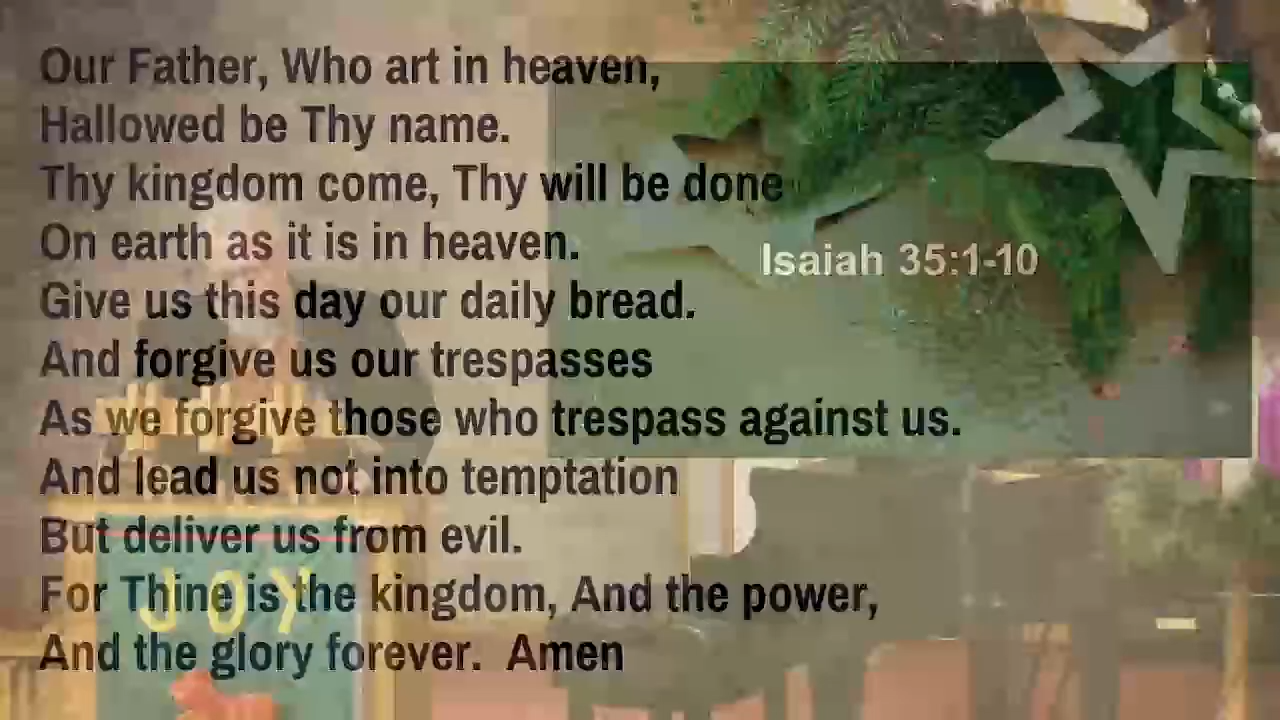 Our Father, Who art in heaven,
Hallowed be Thy name.
Thy kingdom come, Thy will be done
On earth as it is in heaven.
Isaiah 35:1-10
Give us this day our daily bread.
And forgive us our trespasses
As we forgive those who trespass against us.
And lead us not into temptation
But deliver us from evil.
For Thine is the kingdom, And the power,
And the glory forever.  Amen
JOY